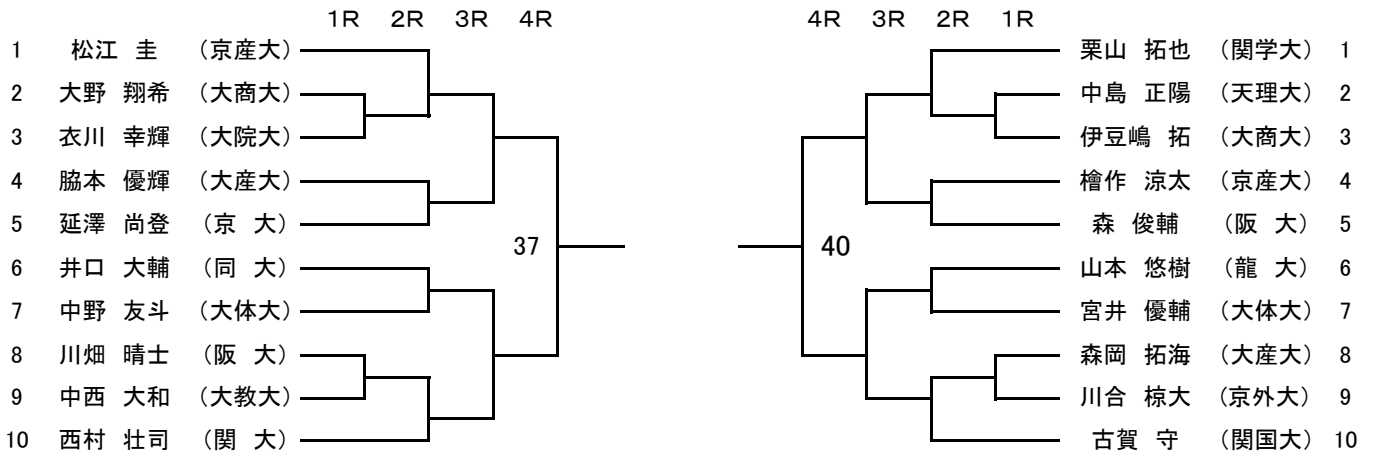 1R 2R 3R 4R 4R 3R 2R 1R
1 松江 圭 (京産大) 栗山 拓也 (関学大) 1
2 大野 翔希 (大商大) 中島 正陽 (天理大) 2
3 衣川 幸輝 (大院大) 伊豆嶋 拓 (大商大) 3
4 脇本 優輝 (大産大) 檜作 涼太 (京産大) 4
5 延澤 尚登 (京 大) 森 俊輔 (阪 大) 5
37 40
6 井口 大輔 (同 大) 山本 悠樹 (龍 大) 6
7 中野 友斗 (大体大) 宮井 優輔 (大体大) 7
8 川畑 晴士 (阪 大) 森岡 拓海 (大産大) 8
9 中西 大和 (大教大) 川合 椋大 (京外大) 9
10 西村 壮司 (関 大) 古賀 守 (関国大) 10